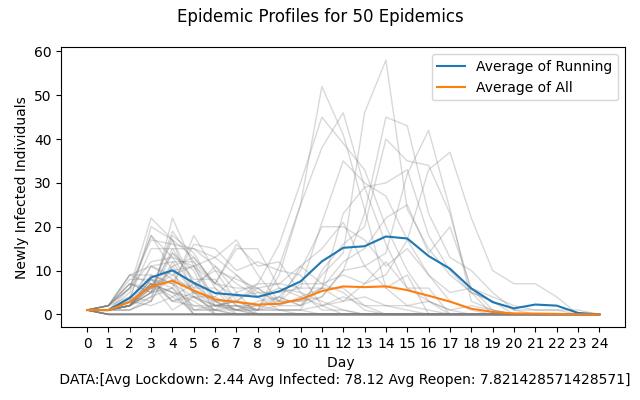 Epidemic Profiles for 50 Epidemics
60
50
40
30
20
10
0
Newly Infected Individuals
Average of Running
Average of All
0 1 2 3 4 5 6 7 8 9 10 11 12 13 14 15 16 17 18 19 20 21 22 23 24
Day
DATA:[Avg Lockdown: 2.44 Avg Infected: 78.12 Avg Reopen: 7.821428571428571]